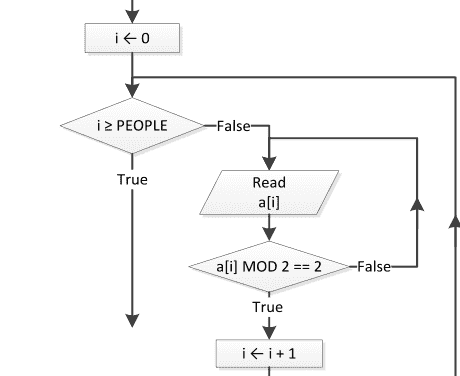 i ← 0
i ≥ PEOPLE
False
True
Read
a[i]
a[i] MOD 2 == 2
False
True
i ← i + 1